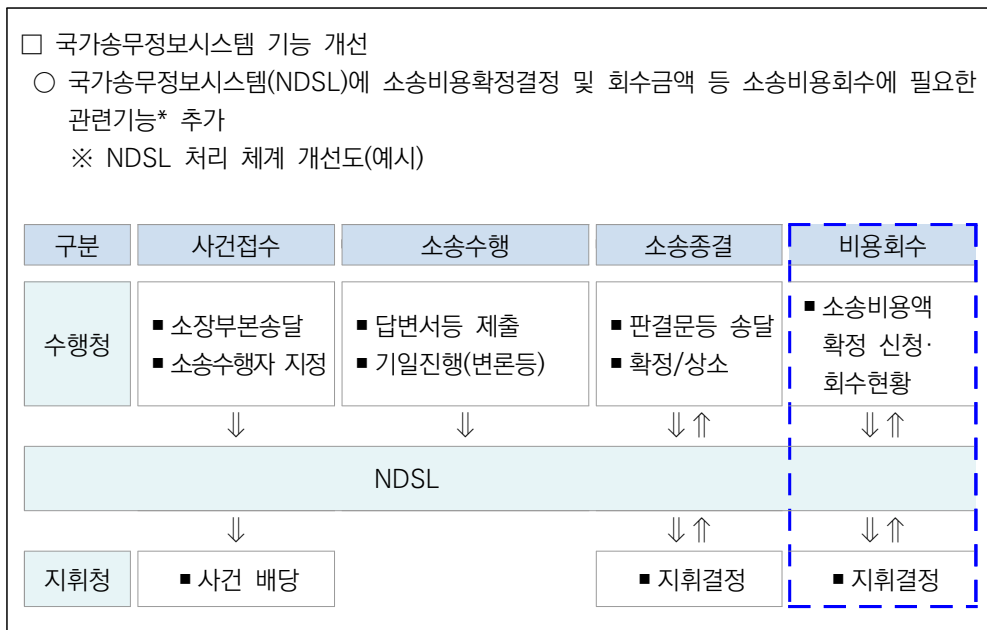 □ 국가송무정보시스템 기능 개선
○ 국가송무정보시스템(NDSL)에 소송비용확정결정 및 회수금액 등 소송비용회수에 필요한
관련기능* 추가
※ NDSL 처리 체계 개선도(예시)
구분 사건접수 소송수행 소송종결 비용회수
수행청
■ 소장부본송달
■ 소송수행자 지정
■ 답변서등 제출
■ 기일진행(변론등)
■ 판결문등 송달
■ 확정/상소
■ 소송비용액
확정 신청·
회수현황
⇓ ⇓ ⇓⇑ ⇓⇑
NDSL
⇓ ⇓⇑ ⇓⇑
지휘청 ■ 사건 배당 ■ 지휘결정 ■ 지휘결정